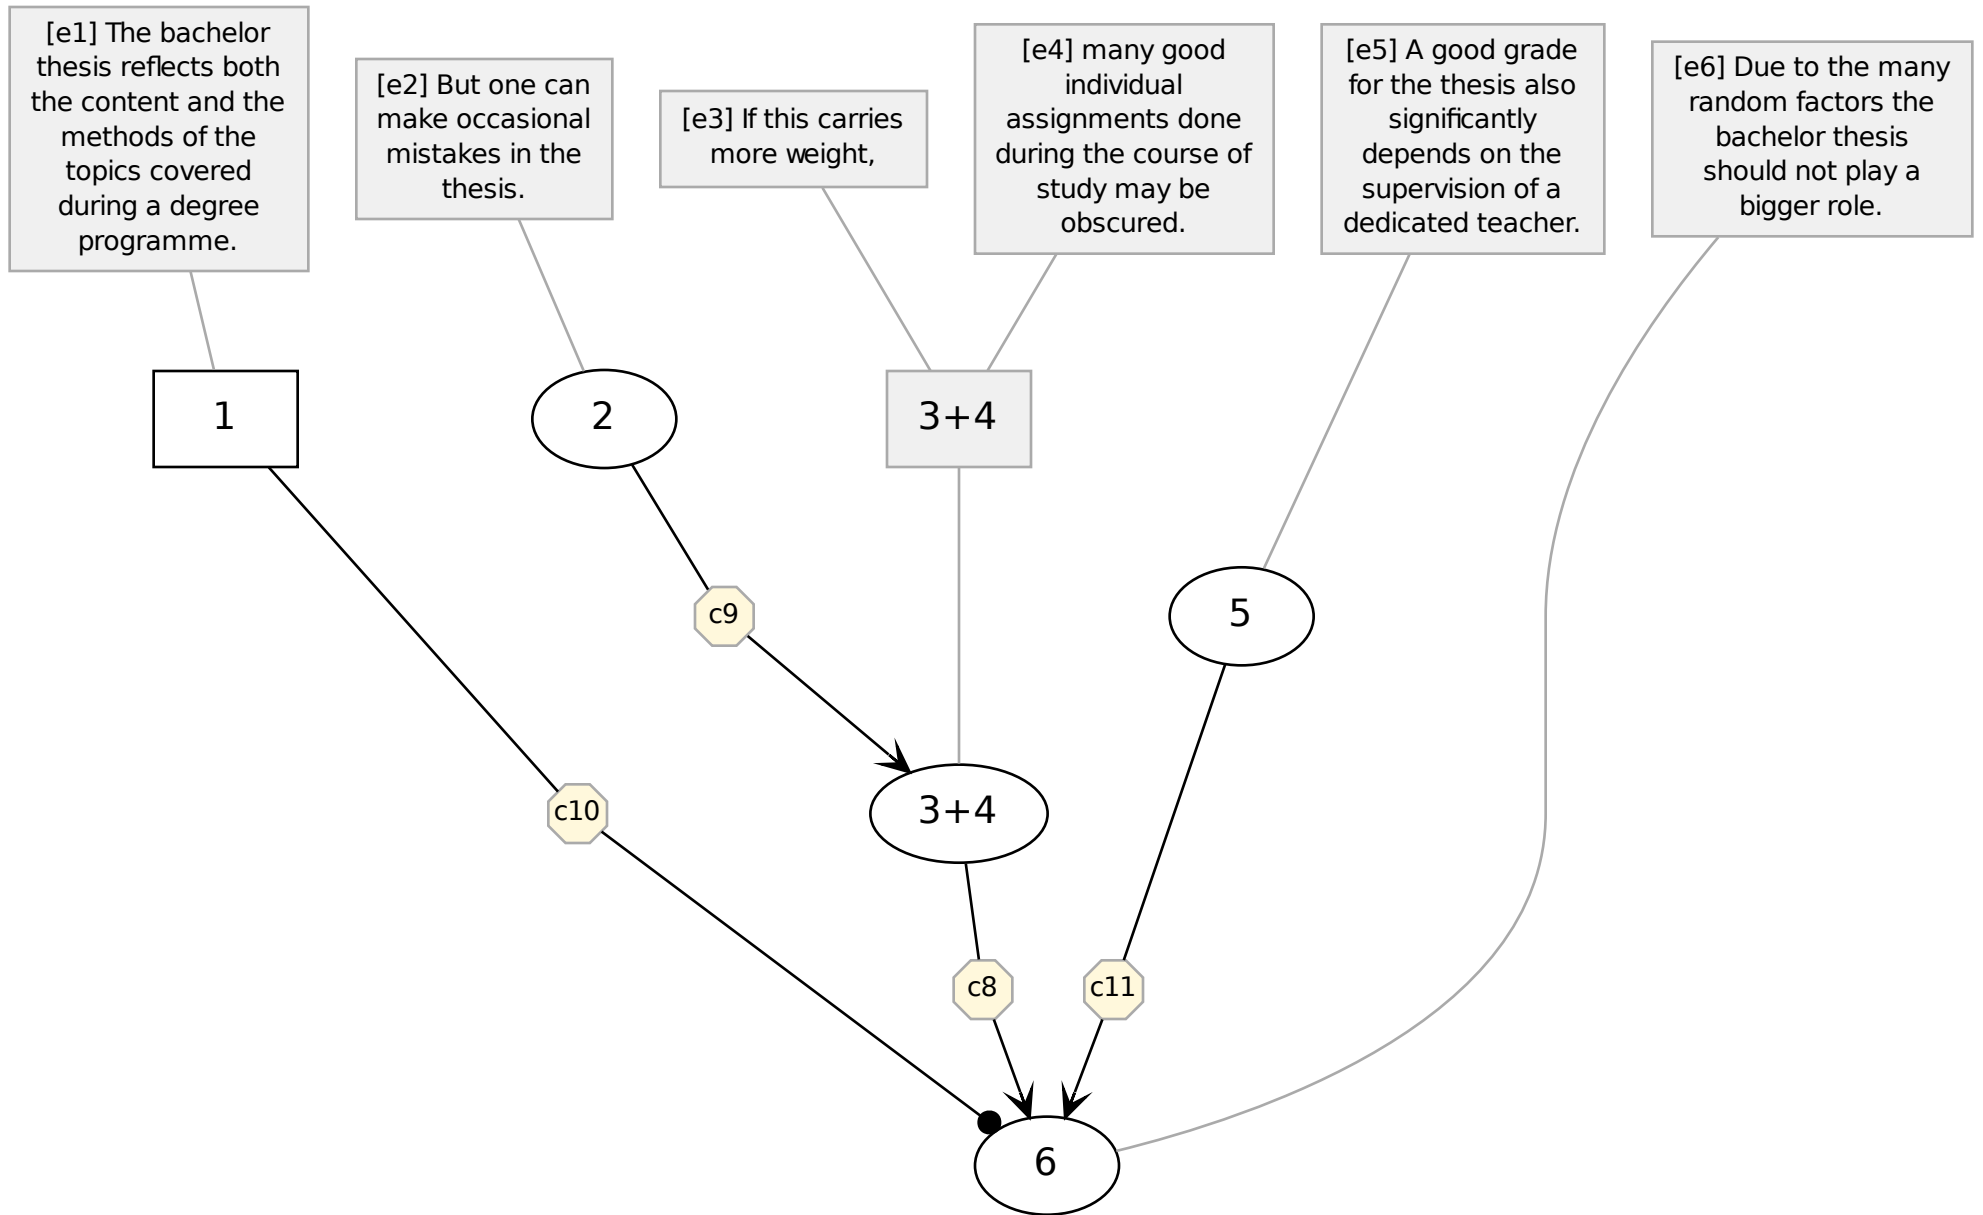 [e1] The bachelor
thesis reflects both
the content and the
methods of the
topics covered
during a degree
programme.
[e2] But one can
make occasional
mistakes in the
thesis.
[e3] If this carries
more weight,
[e4] many good
individual
assignments done
during the course of
study may be
obscured.
[e5] A good grade
for the thesis also
significantly
depends on the
supervision of a
dedicated teacher.
[e6] Due to the many
random factors the
bachelor thesis
should not play a
bigger role.
1
2
3+4
c9
5
c10
3+4
c8
c11
6